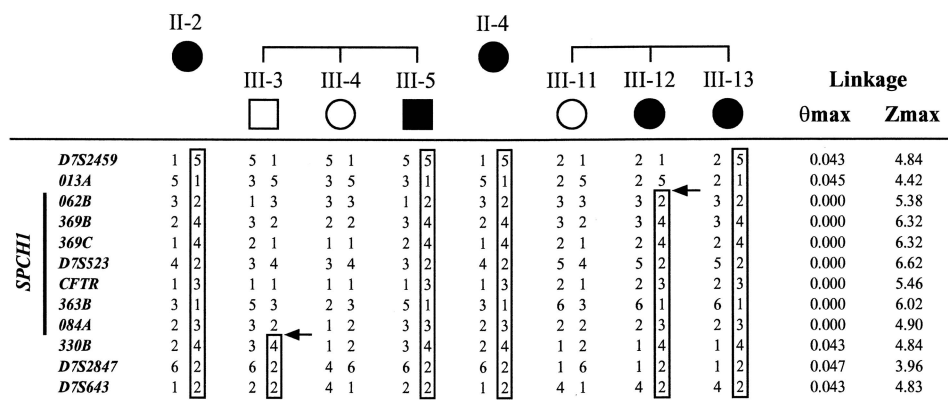 II-2 II-4
III-3 III-4 III-5 III-11 III-12 III-13 Linkage
θmax Zmax
D7S2459 1 5 5 1 5 1 5 5 1 5 2 1 2 1 2 5 0.043 4.84
013A 5 1 3 5 3 5 3 1 5 1 2 5 2 5 2 1 0.045 4.42
062B 3 2 1 3 3 3 1 2 3 2 3 3 3 2 3 2 0.000 5.38
369B 2 4 3 2 3 2 3 4 2 4 3 2 3 4 3 4 0.000 6.32
369C 1 4 2 1 1 1 2 4 1 4 2 1 2 4 2 4 0.000 6.32
D7S523 4 2 3 4 3 4 3 2 4 2 5 4 5 2 5 2 0.000 6.62
CFTR 1 3 1 1 1 1 1 3 1 3 2 1 2 3 2 3 0.000 5.46
363B 3 1 5 3 2 3 5 1 3 1 6 3 6 1 6 1 0.000 6.02
084A 2 3 3 2 1 2 3 3 2 3 2 2 2 3 2 3 0.000 4.90
330B 2 4 3 4 1 2 3 4 2 4 1 2 1 4 1 4 0.043 4.84
D7S2847 6 2 6 2 4 6 6 2 6 2 1 6 1 2 1 2 0.047 3.96
D7S643 1 2 2 2 4 1 2 2 1 2 4 1 4 2 4 2 0.043 4.83
SPCH1